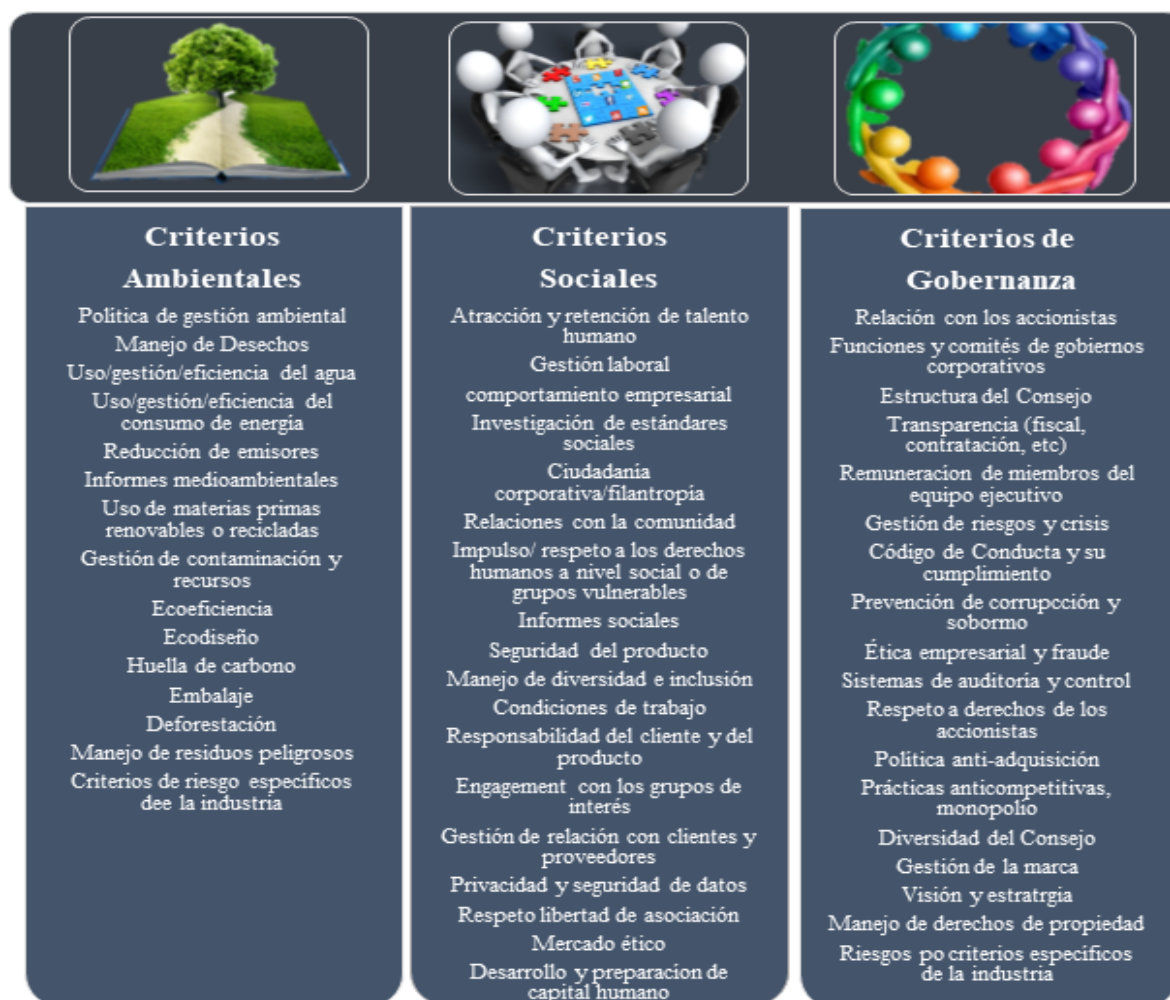 Criterios
Ambientales
Política de gestión ambiental
Manejo de Desechos
Uso/gestión/eficiencia del agua
Uso/gestión/eficiencia del
consumo de energía
Reducción de emisores
Informes medioambientales
Uso de materias primas
renovables o recicladas
Gestión de contaminación y
recursos
Ecoeficiencia
Ecodiseño
Huella de carbono
Embalaje
Deforestación
Manejo de residuos peligrosos
Criterios de riesgo específicos
dee la industria
Criterios
Sociales
Atracción y retención de talento
humano
Gestión laboral
comportamiento empresarial
Investigación de estándares
sociales
Ciudadanía
corporativa/filantropía
Relaciones con la comunidad
Impulso/ respeto a los derechos
humanos a nivel social o de
grupos vulnerables
Informes sociales
Seguridad del producto
Manejo de diversidad e inclusión
Condiciones de trabajo
Responsabilidad del cliente y del
producto
Engagement con los grupos de
interés
Gestión de relación con clientes y
proveedores
Privacidad y seguridad de datos
Respeto libertad de asociación
Mercado ético
Desarrollo y preparacion de
capital humano
Criterios de
Gobernanza
Relación con los accionistas
Funciones y comités de gobiernos
corporativos
Estructura del Consejo
Transparencia (fiscal,
contratación, etc)
Remuneracion de miembros del
equipo ejecutivo
Gestión de riesgos y crisis
Código de Conducta y su
cumplimiento
Prevención de corrupcción y
sobormo
Ética empresarial y fraude
Sistemas de auditoría y control
Respeto a derechos de los
accionistas
Política anti-adquisición
Prácticas anticompetitivas,
monopolio
Diversidad del Consejo
Gestión de la marca
Visión y estratrgia
Manejo de derechos de propiedad
Riesgos po criterios específicos
de la industria